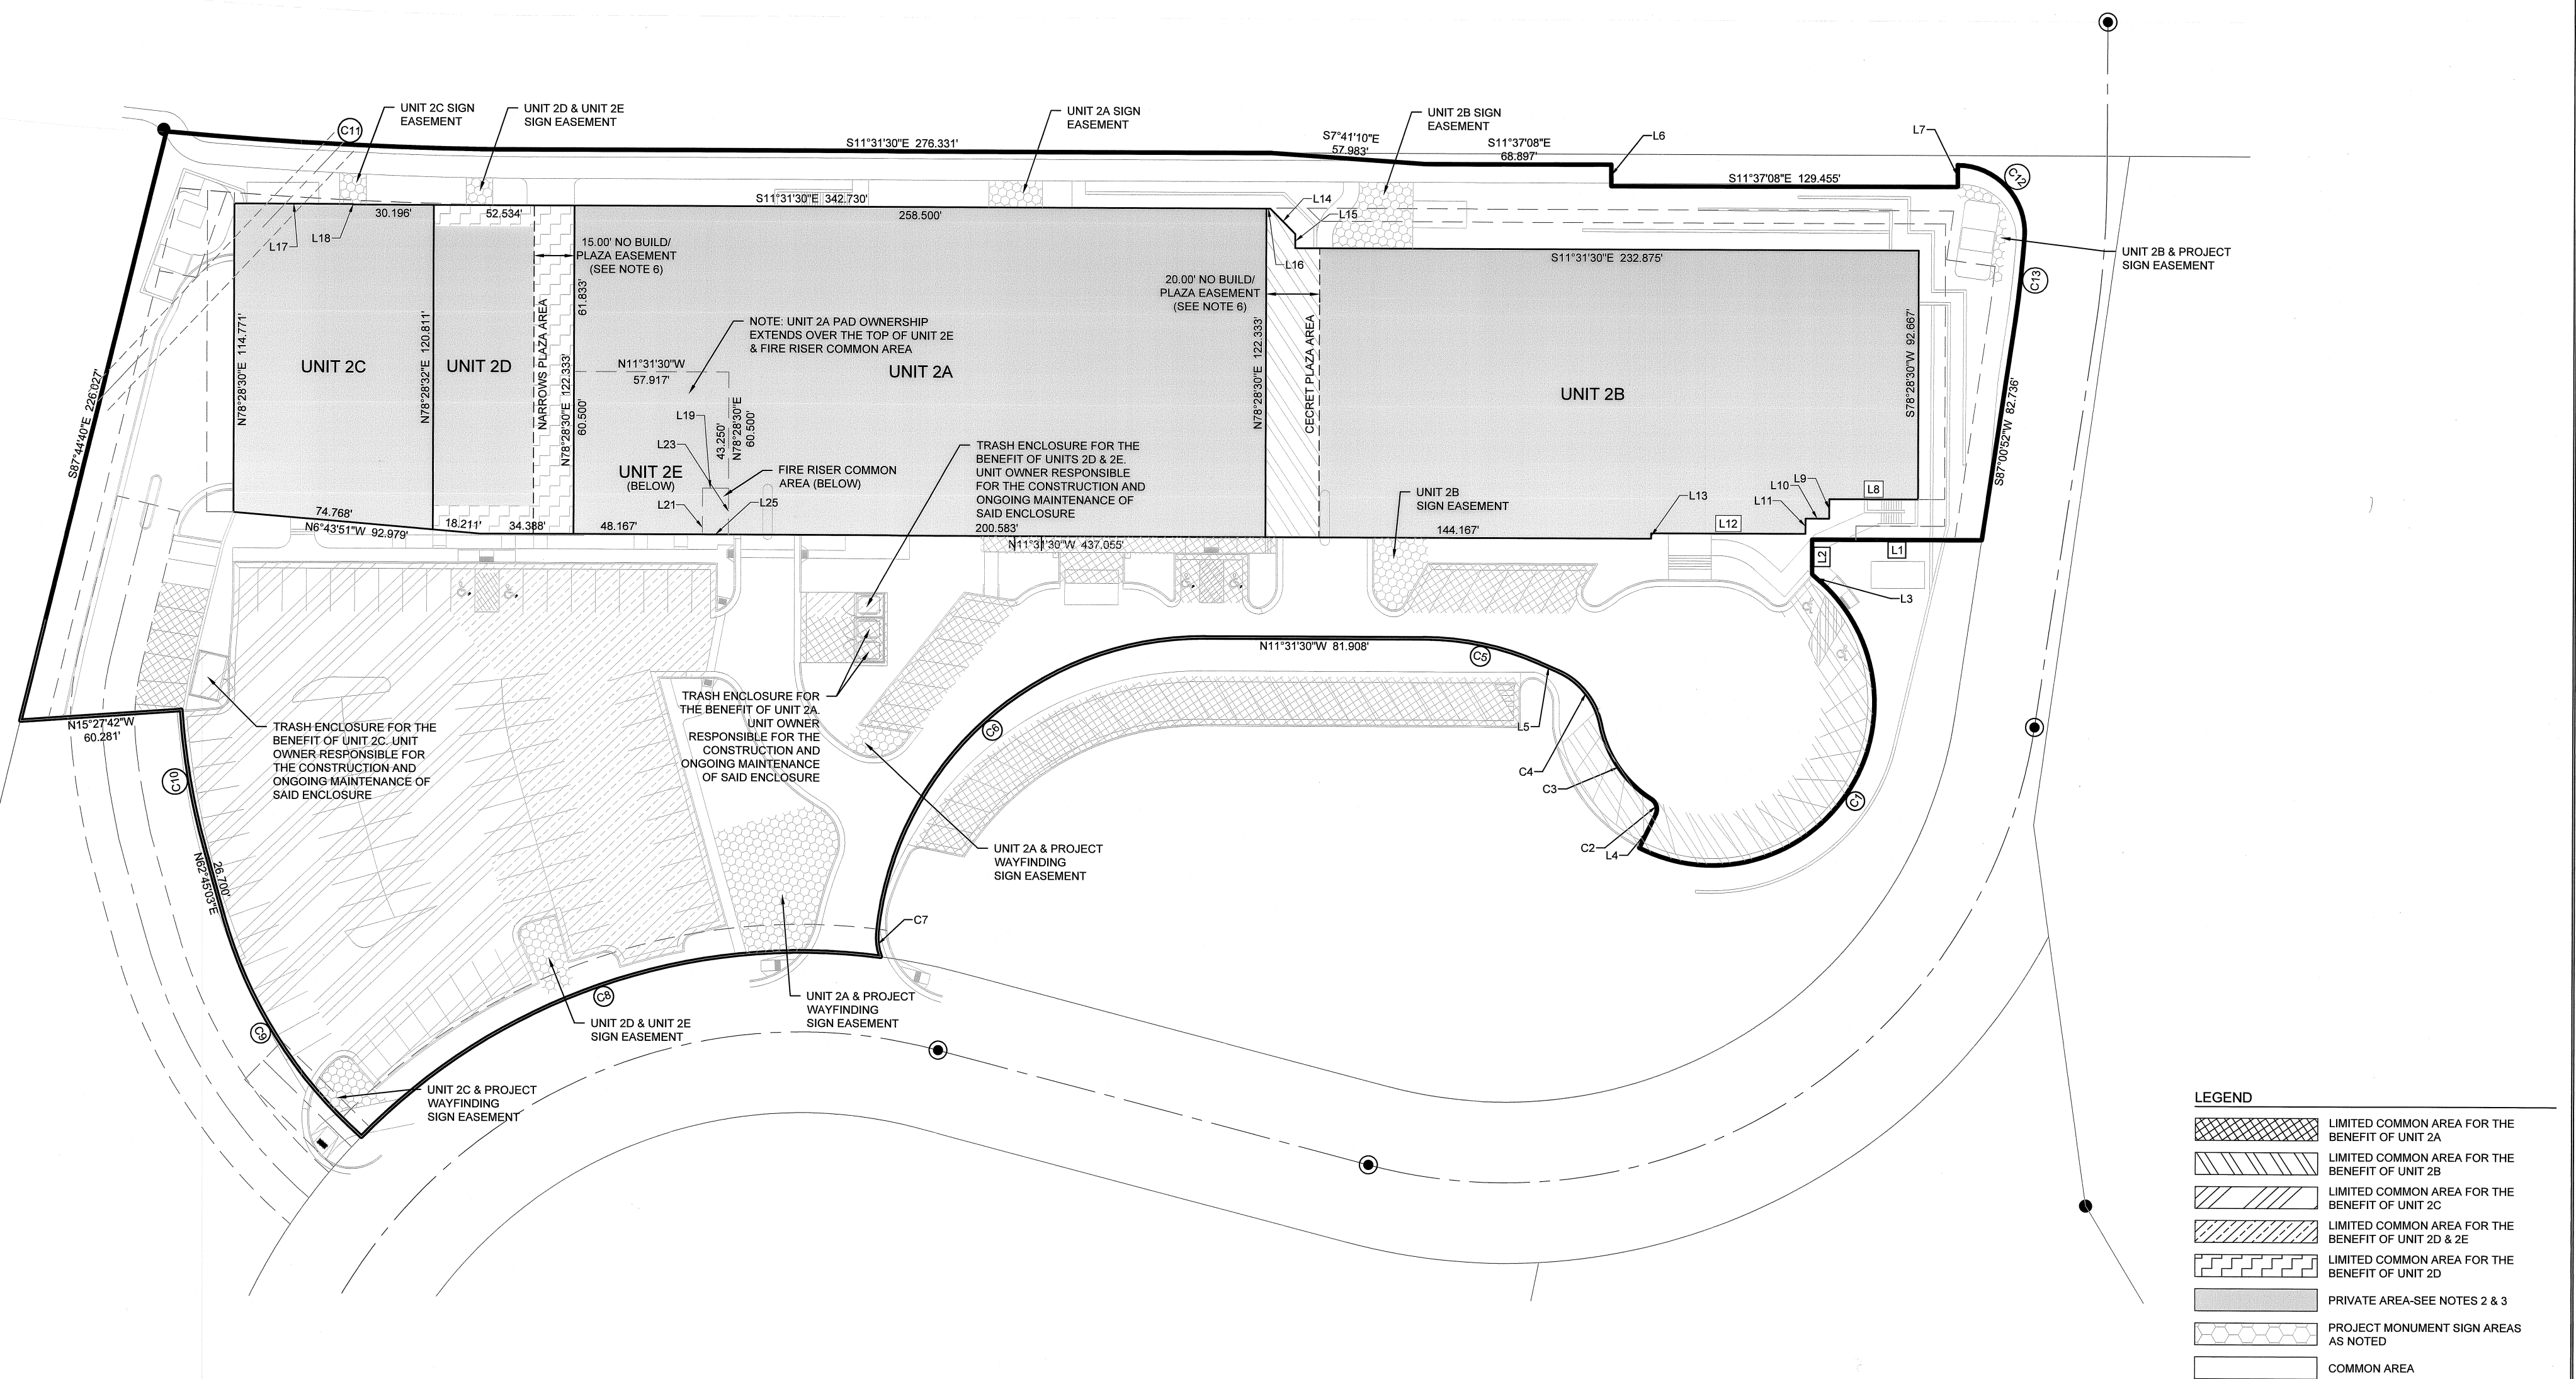 UNIT 2C SIGN
EASEMENT
UNIT 2D & UNIT 2E
SIGN EASEMENT
UNIT 2A SIGN
EASEMENT
UNIT 2B SIGN
EASEMENT
C11
S11°31'30"E 276.331'
S7°41'10"E
57.983'
S11°37'08"E
68.897'
L6
L7
S11°37'08"E 129.455'
C12
C13
UNIT 2B & PROJECT
SIGN EASEMENT
30.196'
52.534'
S11°31'30"E 342.730'
258.500'
L14
L15
L16
L17
L18
S11°31'30"E 232.875'
15.00' NO BUILD/
PLAZA EASEMENT
(SEE NOTE 6)
20.00' NO BUILD/
PLAZA EASEMENT
(SEE NOTE 6)
61.833'
NOTE: UNIT 2A PAD OWNERSHIP
EXTENDS OVER THE TOP OF UNIT 2E
& FIRE RISER COMMON AREA
S87°44'40"E 226.027'
N78°28'30"E 114.771'
UNIT 2C
N78°28'32"E 120.811'
UNIT 2D
NARROWS PLAZA AREA
N78°28'30"E 122.333'
60.500'
N11°31'30"W
57.917'
UNIT 2A
N78°28'30"E 122.333'
CECRET PLAZA AREA
UNIT 2B
S78°28'30"W 92.667'
S87°00'52"W 82.736'
L19
43.250'
N78°28'30"E
60.500'
L23
UNIT 2E
(BELOW)
FIRE RISER COMMON
AREA (BELOW)
L21
L25
TRASH ENCLOSURE FOR THE
BENEFIT OF UNITS 2D & 2E.
UNIT OWNER RESPONSIBLE
FOR THE CONSTRUCTION AND
ONGOING MAINTENANCE OF
SAID ENCLOSURE
UNIT 2B
SIGN EASEMENT
L13
L12
L11
L10
L9
L8
74.768'
N6°43'51"W 92.979'
18.211'
34.388'
48.167'
200.583'
N11°31'30"W 437.055'
144.167'
L2
L1
L3
N11°31'30"W 81.908'
C5
C6
L5
C4
C3
C2
L4
C1
N15°27'42"W
60.281'
TRASH ENCLOSURE FOR THE
BENEFIT OF UNIT 2C. UNIT
OWNER RESPONSIBLE FOR
THE CONSTRUCTION AND
ONGOING MAINTENANCE OF
SAID ENCLOSURE
TRASH ENCLOSURE FOR
THE BENEFIT OF UNIT 2A.
UNIT OWNER
RESPONSIBLE FOR THE
CONSTRUCTION AND
ONGOING MAINTENANCE
OF SAID ENCLOSURE
C10
26.700'
N62°45'03"E
UNIT 2A & PROJECT
WAYFINDING
SIGN EASEMENT
C7
C8
C9
UNIT 2A & PROJECT
WAYFINDING
SIGN EASEMENT
UNIT 2D & UNIT 2E
SIGN EASEMENT
UNIT 2C & PROJECT
WAYFINDING
SIGN EASEMENT
LEGEND
LIMITED COMMON AREA FOR THE
BENEFIT OF UNIT 2A
LIMITED COMMON AREA FOR THE
BENEFIT OF UNIT 2B
LIMITED COMMON AREA FOR THE
BENEFIT OF UNIT 2C
LIMITED COMMON AREA FOR THE
BENEFIT OF UNIT 2D & 2E
LIMITED COMMON AREA FOR THE
BENEFIT OF UNIT 2D
PRIVATE AREA-SEE NOTES 2 & 3
PROJECT MONUMENT SIGN AREAS
AS NOTED
COMMON AREA